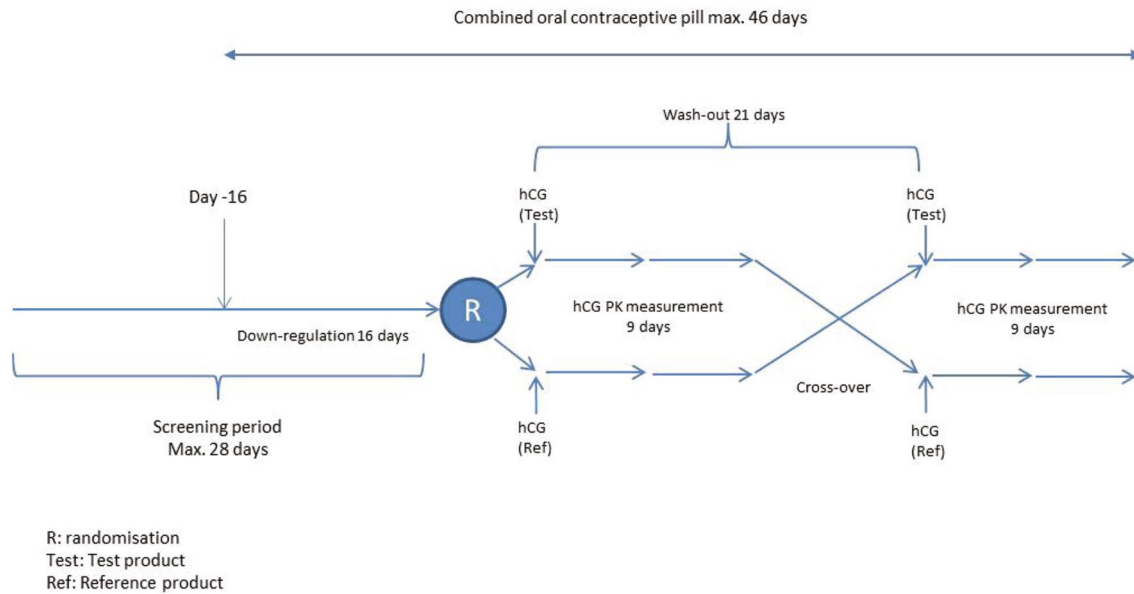 Combined oral contraceptive pill max. 46 days
Wash-out 21 days
Day -16
hCG
(Test)
hCG
(Test)
R
Down-regulation 16 days
hCG PK measurement
9 days
hCG PK measurement
9 days
Cross-over
Screening period
Max. 28 days
hCG
(Ref)
hCG
(Ref)
R: randomisation
Test: Test product
Ref: Reference product